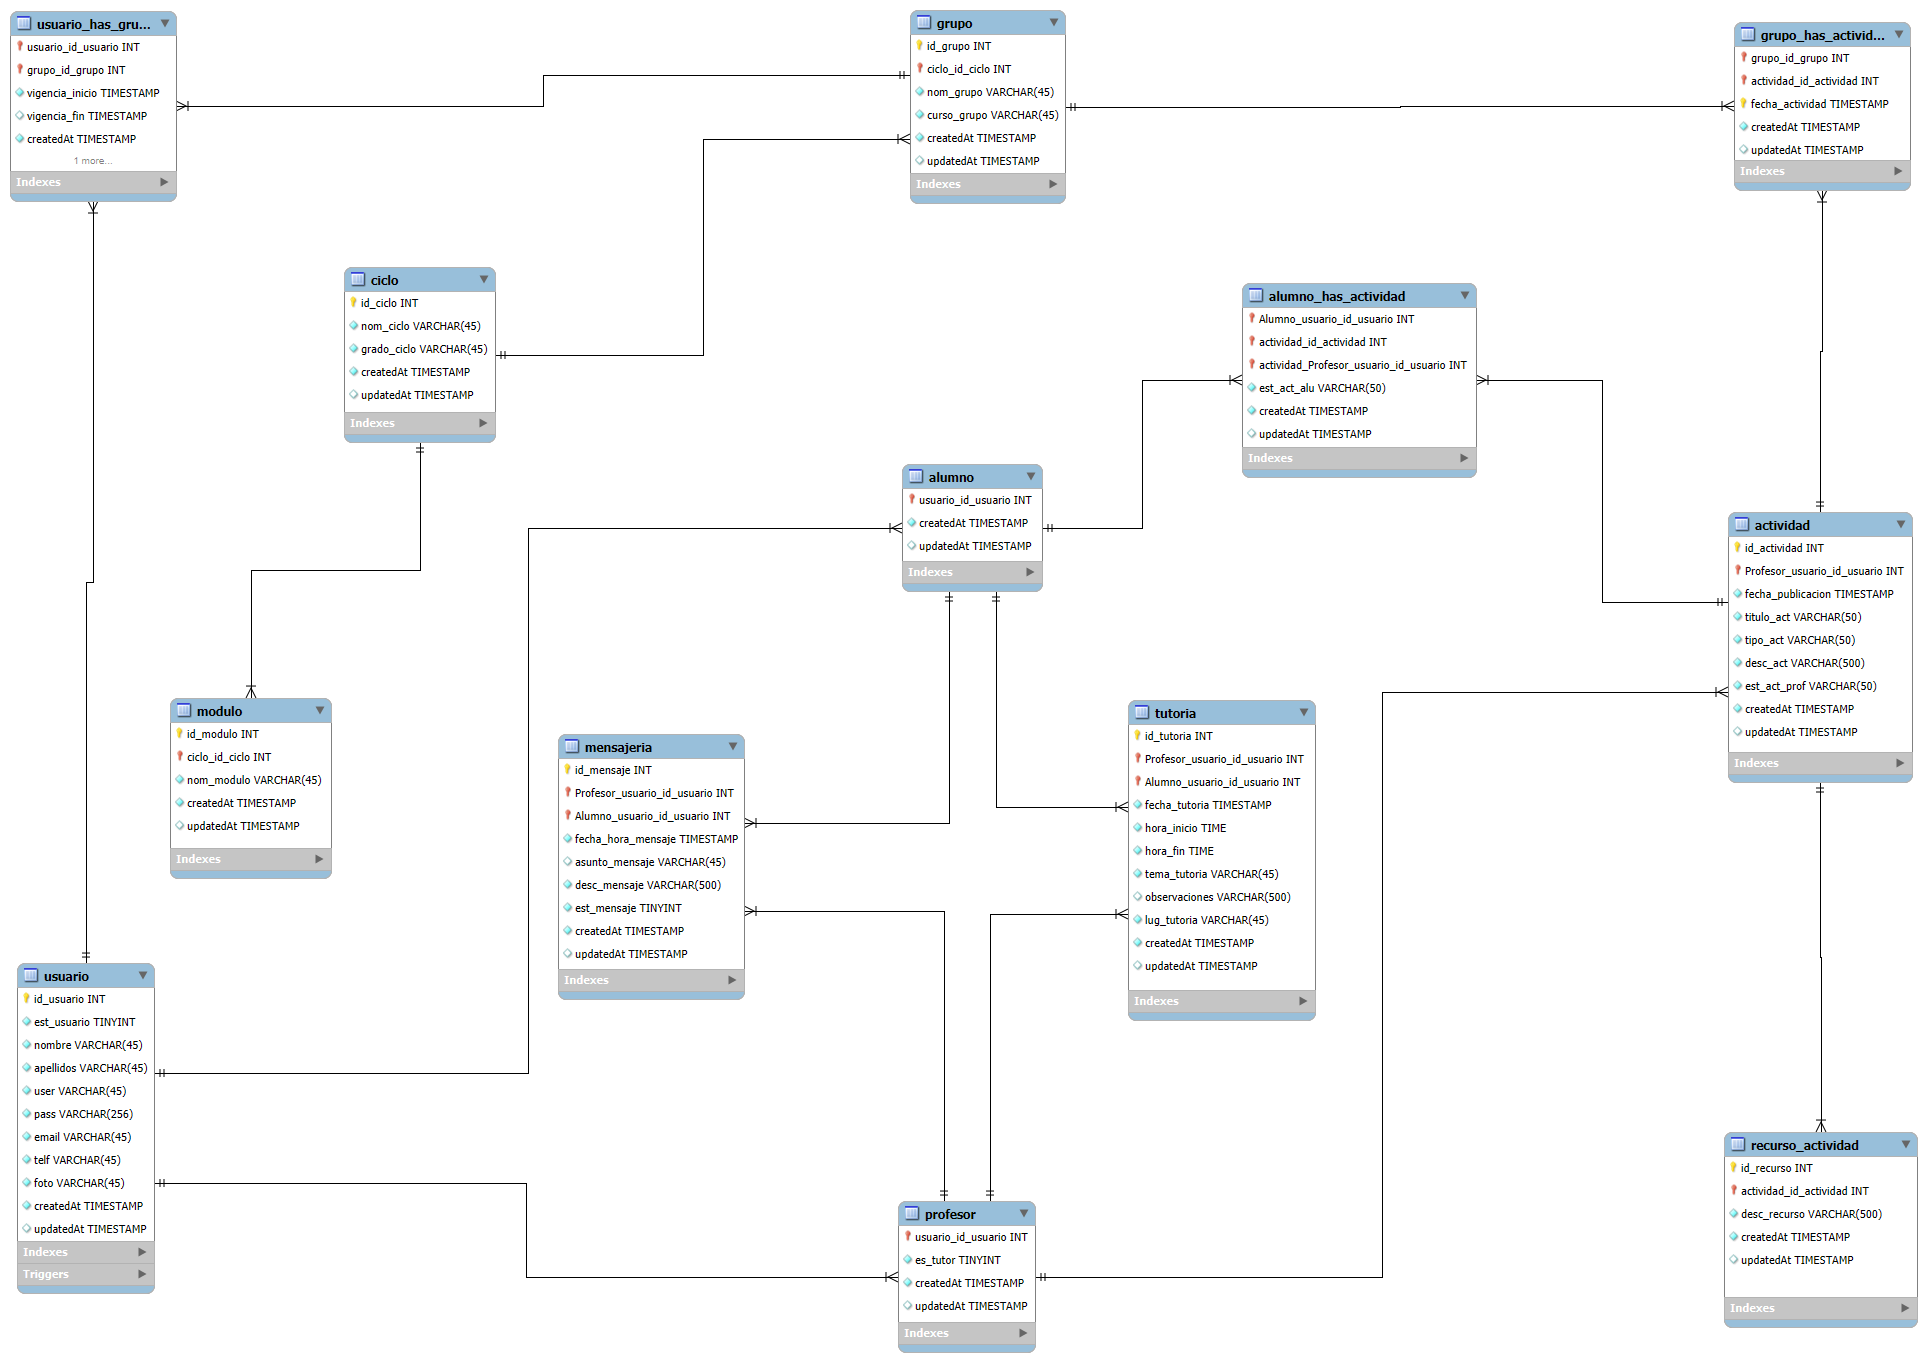 usuario_has_gru...
usuario_id_usuario INT
grupo_id_grupo INT
vigencia_inicio TIMESTAMP
vigencia_fin TIMESTAMP
createdAt TIMESTAMP
1 more...
Indexes
grupo
id_grupo INT
ciclo_id_ciclo INT
nom_grupo VARCHAR(45)
curso_grupo VARCHAR(45)
createdAt TIMESTAMP
updatedAt TIMESTAMP
Indexes
grupo_has_activid...
grupo_id_grupo INT
actividad_id_actividad INT
fecha_actividad TIMESTAMP
createdAt TIMESTAMP
updatedAt TIMESTAMP
Indexes
ciclo
id_ciclo INT
nom_ciclo VARCHAR(45)
grado_ciclo VARCHAR(45)
createdAt TIMESTAMP
updatedAt TIMESTAMP
Indexes
alumno_has_actividad
Alumno_usuario_id_usuario INT
actividad_id_actividad INT
actividad_Profesor_usuario_id_usuario INT
est_act_alu VARCHAR(50)
createdAt TIMESTAMP
updatedAt TIMESTAMP
Indexes
alumno
usuario_id_usuario INT
createdAt TIMESTAMP
updatedAt TIMESTAMP
Indexes
actividad
id_actividad INT
Profesor_usuario_id_usuario INT
fecha_publicacion TIMESTAMP
titulo_act VARCHAR(50)
tipo_act VARCHAR(50)
desc_act VARCHAR(500)
est_act_prof VARCHAR(50)
createdAt TIMESTAMP
updatedAt TIMESTAMP
Indexes
modulo
id_modulo INT
ciclo_id_ciclo INT
nom_modulo VARCHAR(45)
createdAt TIMESTAMP
updatedAt TIMESTAMP
Indexes
mensajeria
id_mensaje INT
Profesor_usuario_id_usuario INT
Alumno_usuario_id_usuario INT
fecha_hora_mensaje TIMESTAMP
asunto_mensaje VARCHAR(45)
desc_mensaje VARCHAR(500)
est_mensaje TINYINT
createdAt TIMESTAMP
updatedAt TIMESTAMP
Indexes
tutoria
id_tutoria INT
Profesor_usuario_id_usuario INT
Alumno_usuario_id_usuario INT
fecha_tutoria TIMESTAMP
hora_inicio TIME
hora_fin TIME
tema_tutoria VARCHAR(45)
observaciones VARCHAR(500)
lug_tutoria VARCHAR(45)
createdAt TIMESTAMP
updatedAt TIMESTAMP
Indexes
usuario
id_usuario INT
est_usuario TINYINT
nombre VARCHAR(45)
apellidos VARCHAR(45)
user VARCHAR(45)
pass VARCHAR(256)
email VARCHAR(45)
telf VARCHAR(45)
foto VARCHAR(45)
createdAt TIMESTAMP
updatedAt TIMESTAMP
Indexes
Triggers
profesor
usuario_id_usuario INT
es_tutor TINYINT
createdAt TIMESTAMP
updatedAt TIMESTAMP
Indexes
recurso_actividad
id_recurso INT
actividad_id_actividad INT
desc_recurso VARCHAR(500)
createdAt TIMESTAMP
updatedAt TIMESTAMP
Indexes